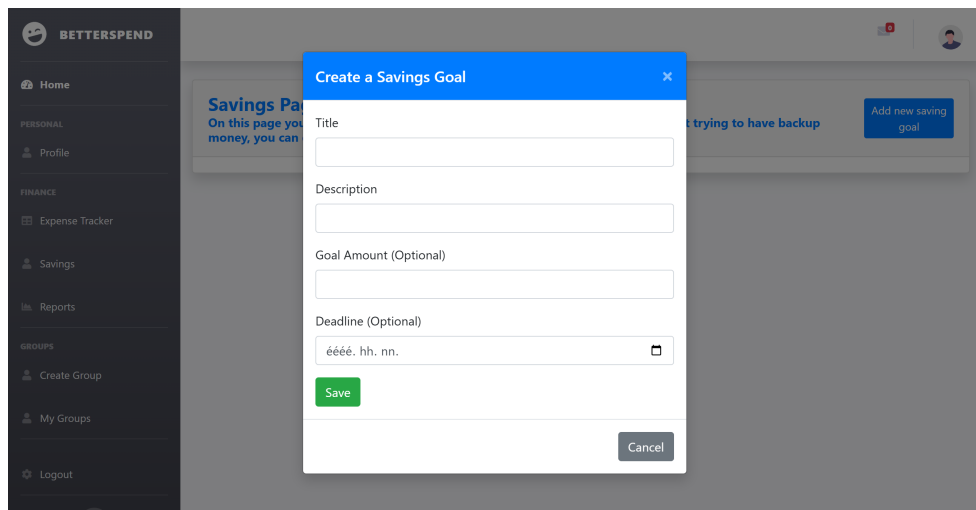 BETTERSPEND
0
Home
PERSONAL
Profile
FINANCE
Expense Tracker
Savings
Reports
GROUPS
Create Group
My Groups
Logout
Savings Pa
On this page you
t trying to have backup
money, you can
Add new saving
goal
Create a Savings Goal
×
Title
Description
Goal Amount (Optional)
Deadline (Optional)
éééé. hh. nn.
Save
Cancel